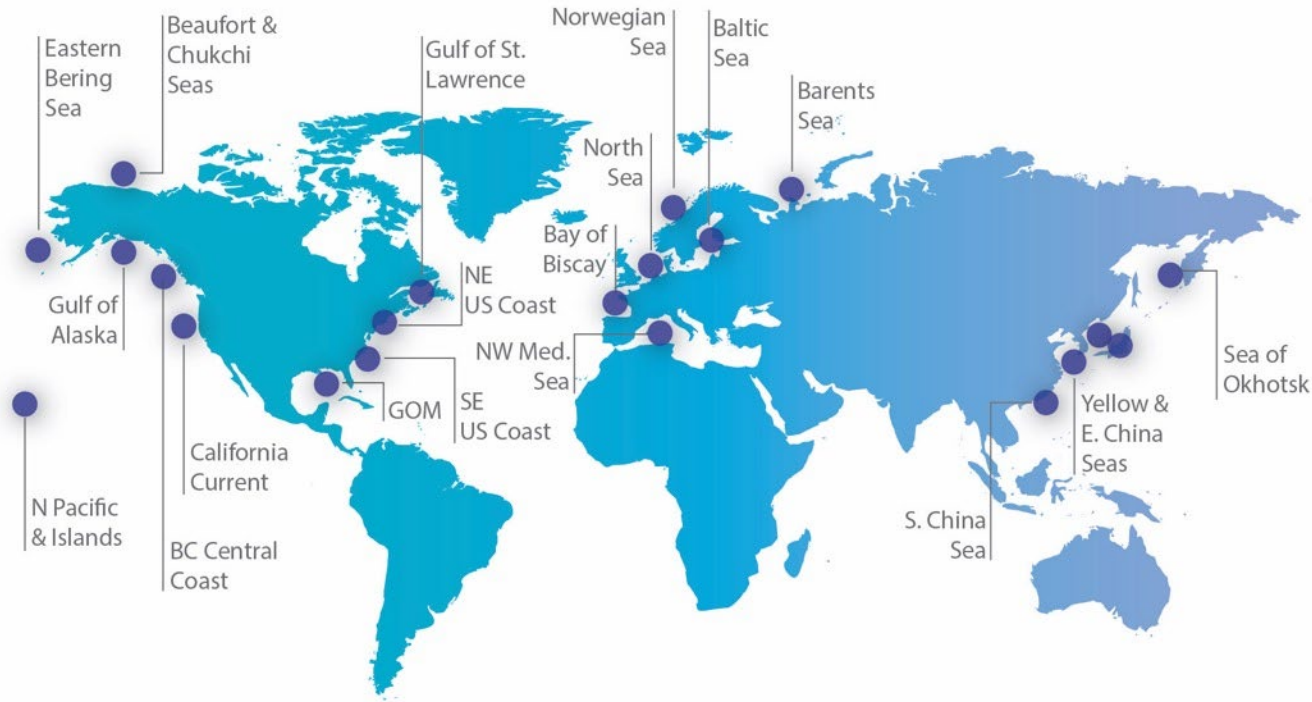 Eastern
Bering
Sea
Beaufort &
Chukchi
Seas
Gulf of St.
Lawrence
Norwegian
Sea
Baltic
Sea
Barents
Sea
North
Sea
Bay of
Biscay
Gulf of
Alaska
NE
US Coast
NW Med.
Sea
Sea of
Okhotsk
GOM
SE
US Coast
Yellow &
E. China
Seas
California
Current
N Pacific
& Islands
BC Central
Coast
S. China
Sea